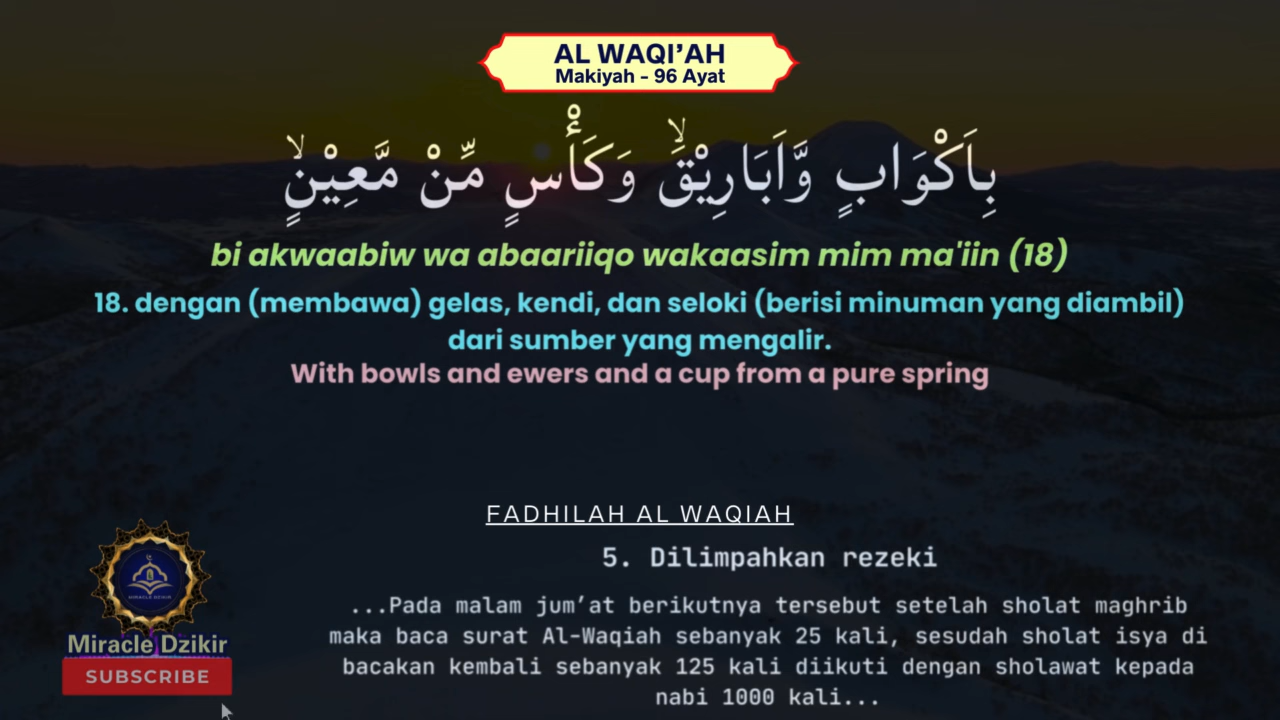 AL WAQI’AH
Makiyah - 96 Ayat
بِاَكْوَابٍ وَّاَبَارِيْقَۙ وَكَأْسٍ مِّنْ مَّعِيْنٍۙ
bi akwaabiw wa abaariiqo wakaasim mim ma'iin (18)
18. dengan (membawa) gelas, kendi, dan seloki (berisi minuman yang diambil)
dari sumber yang mengalir.
With bowls and ewers and a cup from a pure spring
FADHILAH AL WAQIAH
5. Dilimpahkan rezeki
...Pada malam jum’at berikutnya tersebut setelah sholat maghrib
maka baca surat Al-Waqiah sebanyak 25 kali, sesudah sholat isya di
bacakan kembali sebanyak 125 kali diikuti dengan sholawat kepada
nabi 1000 kali...
MIRACLE DZIKIR
Miracle Dzikir
SUBSCRIBE